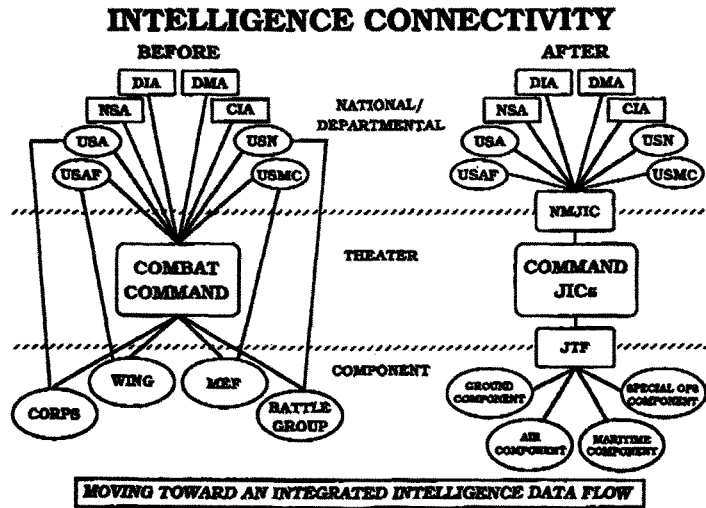 INTELLIGENCE CONNECTIVITY
BEFORE
AFTER
DIA
DMA
NSA
CIA
USA
USN
USAF
USMC
COMBAT
COMMAND
CORPS
WING
MEF
BATTLE
GROUP
NATIONAL/
DEPARTMENTAL
THEATER
COMPONENT
DIA
DMA
NSA
CIA
USA
USN
USAF
USMC
NMJIC
COMMAND
JICs
JTF
GROUND
COMPONENT
SPECIAL OPS
COMPONENT
AIR
COMPONENT
MARITIME
COMPONENT
MOVING TOWARD AN INTEGRATED INTELLIGENCE DATA FLOW